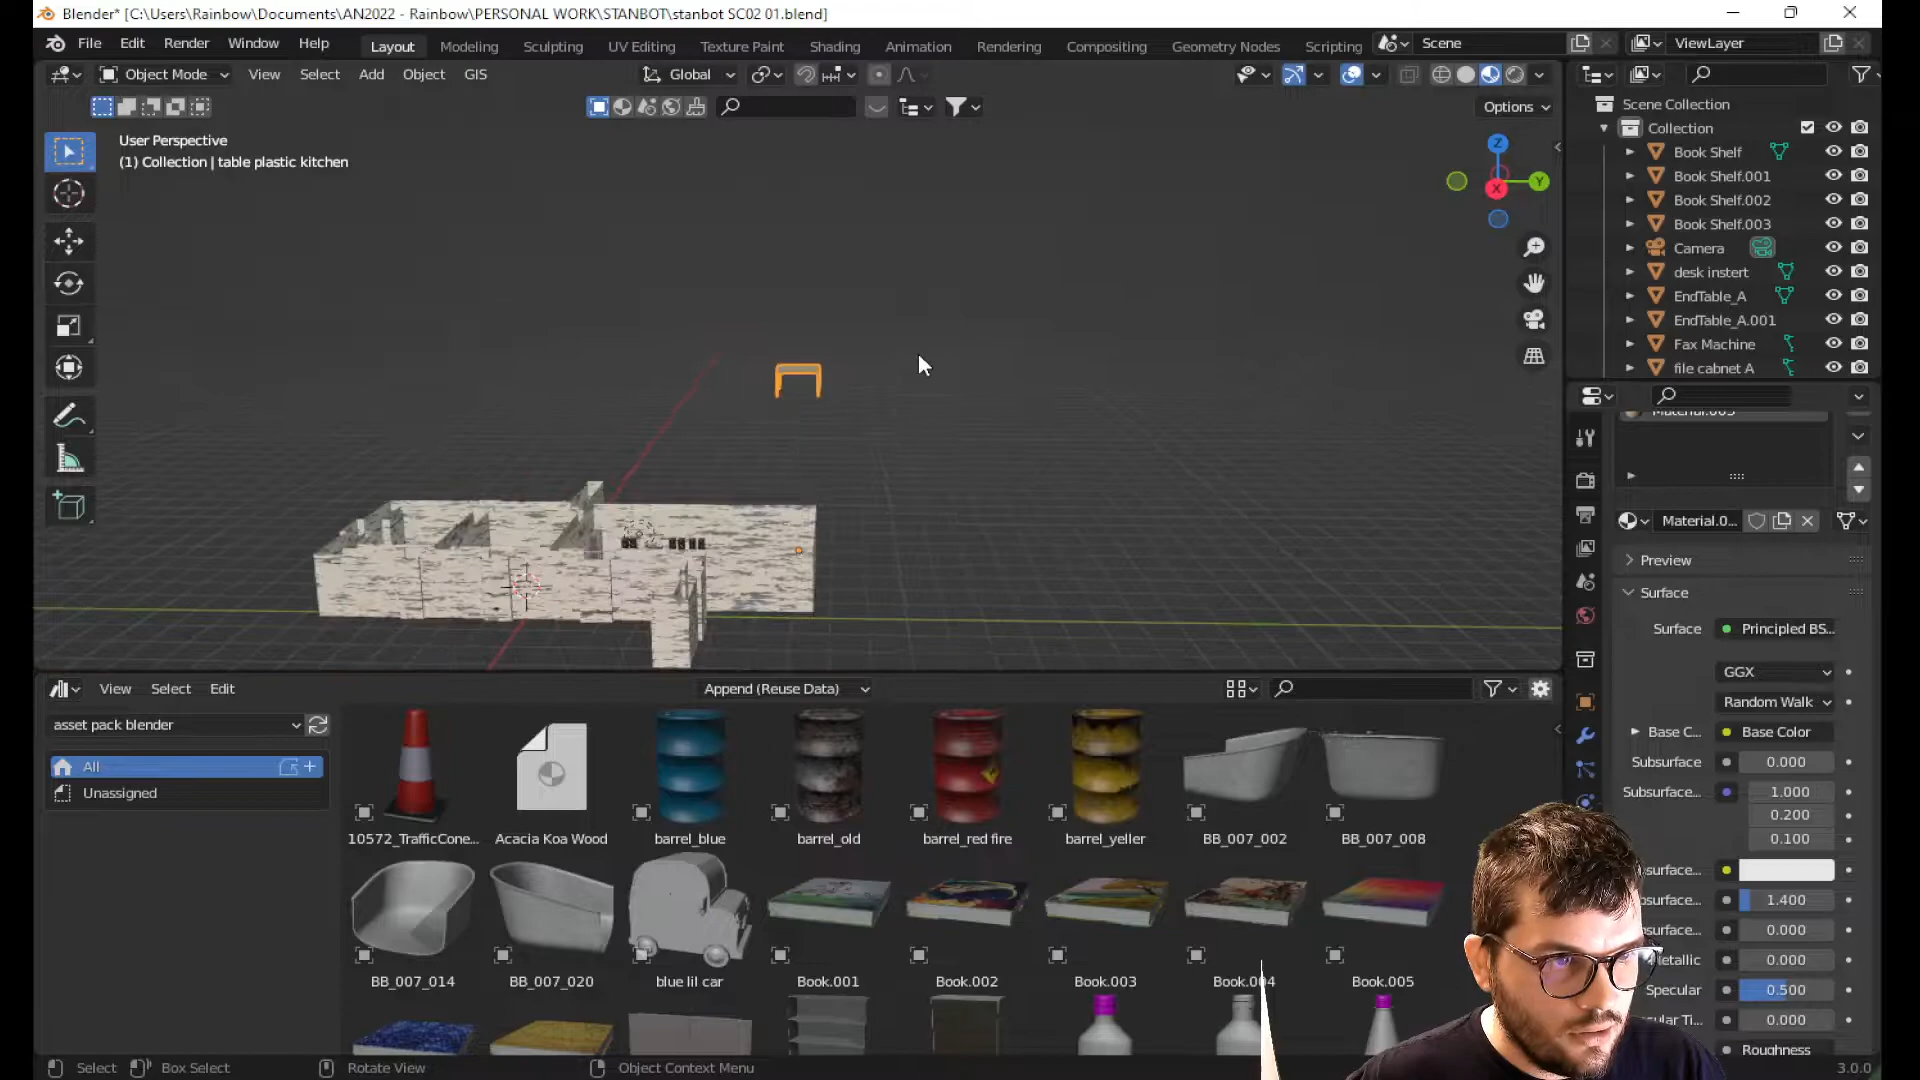 Blender* [C:\Users\Rainbow\Documents\AN2022 - Rainbow\PERSONAL WORK\STANBOT\stanbot SC02 01.blend]
File Edit Render Window Help Layout Modeling Sculpting UV Editing Texture Paint Shading Animation Rendering Compositing Geometry Nodes Scripting Scene ViewLayer
Object Mode View Select Add Object GIS Global
Options
User Perspective
(1) Collection | table plastic kitchen
Z
Y
X
Scene Collection
Collection
Book Shelf
Book Shelf.001
Book Shelf.002
Book Shelf.003
Camera
desk instert
EndTable_A
EndTable_A.001
Fax Machine
file cabnet A
Material.005
Material.0...
Preview
Surface
Surface Principled BS...
GGX
Random Walk
Base C... Base Color
Subsurface 0.000
Subsurface... 1.000
0.200
0.100
subsurface...
ubsurface... 1.400
bsurface... 0.000
Metallic 0.000
Specular 0.500
cular Ti... 0.000
Roughness
View Select Edit Append (Reuse Data)
asset pack blender
All
Unassigned
10572_TrafficCone... Acacia Koa Wood barrel_blue barrel_old barrel_red fire barrel_yeller BB_007_002 BB_007_008
BB_007_014 BB_007_020 blue lil car Book.001 Book.002 Book.003 Book.004 Book.005
Select Box Select Rotate View Object Context Menu 3.0.0